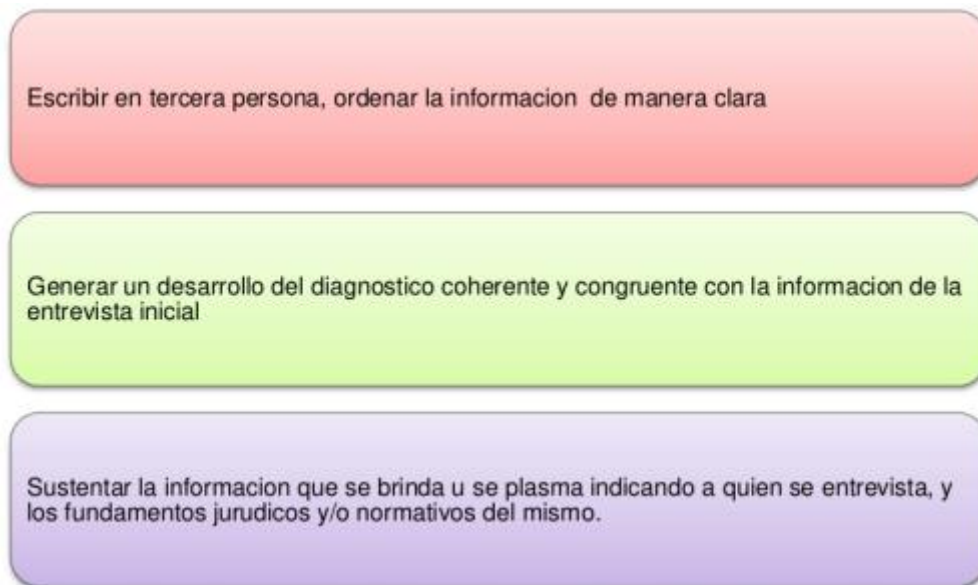 Escribir en tercera persona, ordenar la informacion de manera clara
Generar un desarrollo del diagnostico coherente y congruente con la informacion de la
entrevista inicial
Sustentar la informacion que se brinda u se plasma indicando a quien se entrevista, y
los fundamentos jurudicos y/o normativos del mismo.